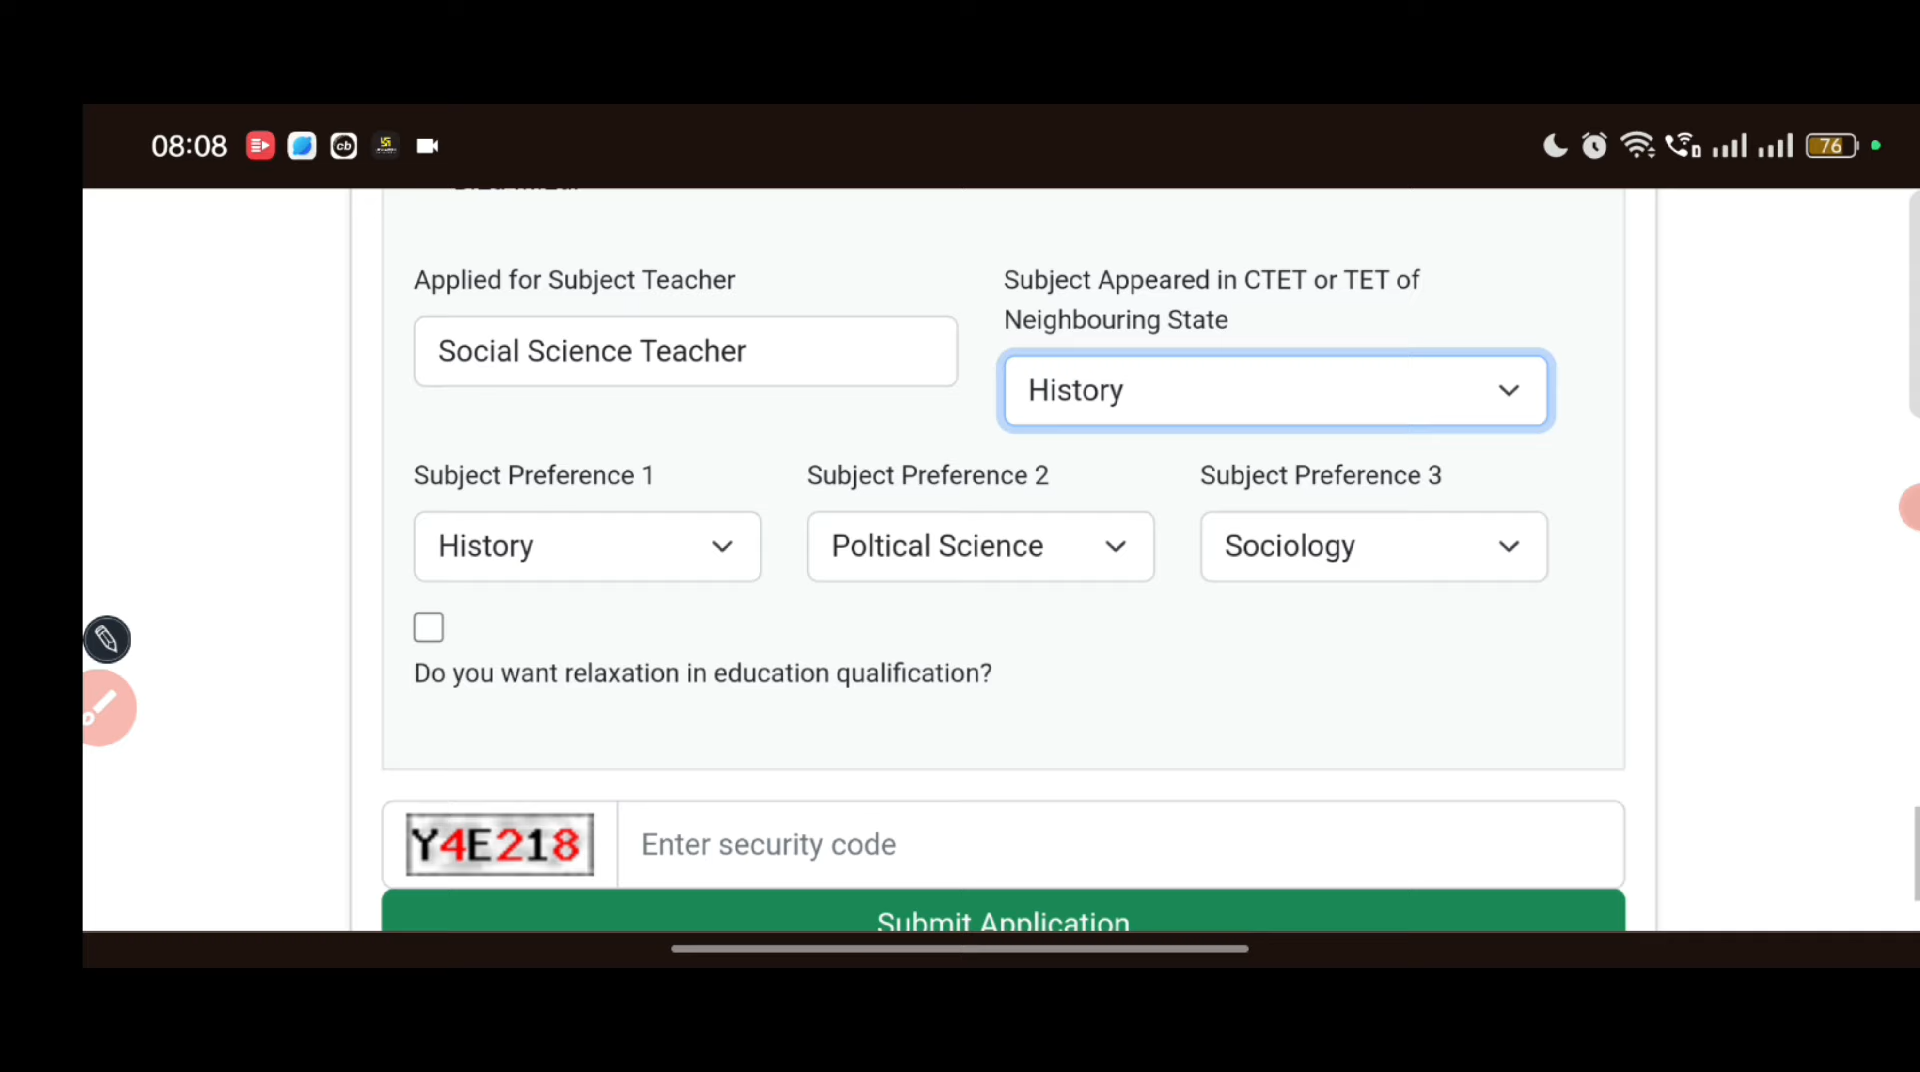 08:08
76
Applied for Subject Teacher
Subject Appeared in CTET or TET of
Neighbouring State
Social Science Teacher
History
Subject Preference 1
Subject Preference 2
Subject Preference 3
History
Poltical Science
Sociology
Do you want relaxation in education qualification?
Y4E218
Enter security code
Submit Application